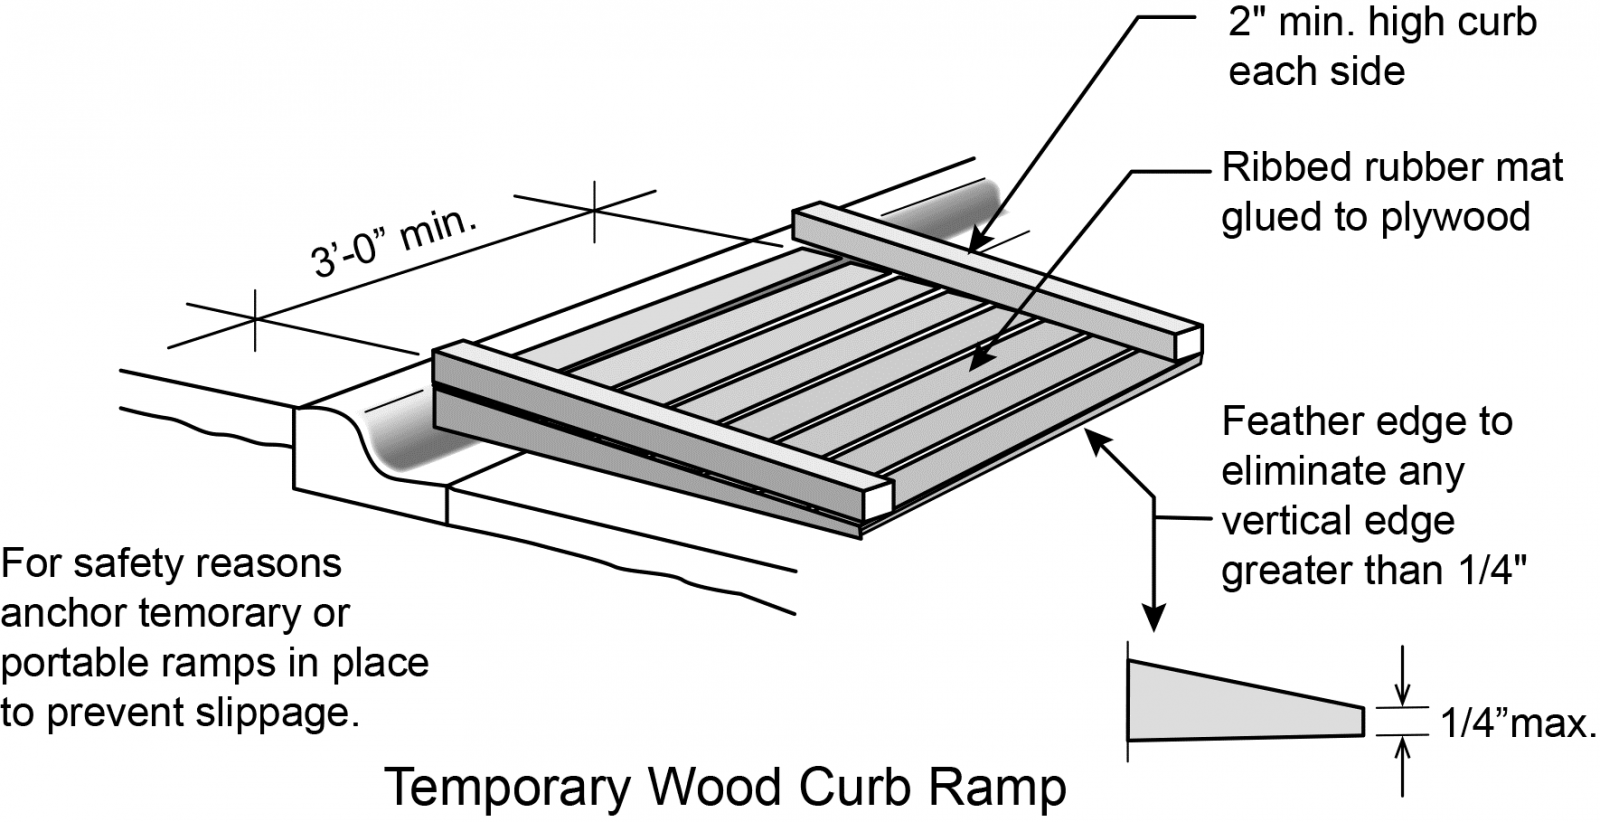 2" min. high curb
each side
Ribbed rubber mat
glued to plywood
3’-0” min.
Feather edge to
eliminate any
vertical edge
greater than 1/4"
For safety reasons
anchor temorary or
portable ramps in place
to prevent slippage.
1/4”max.
Temporary Wood Curb Ramp